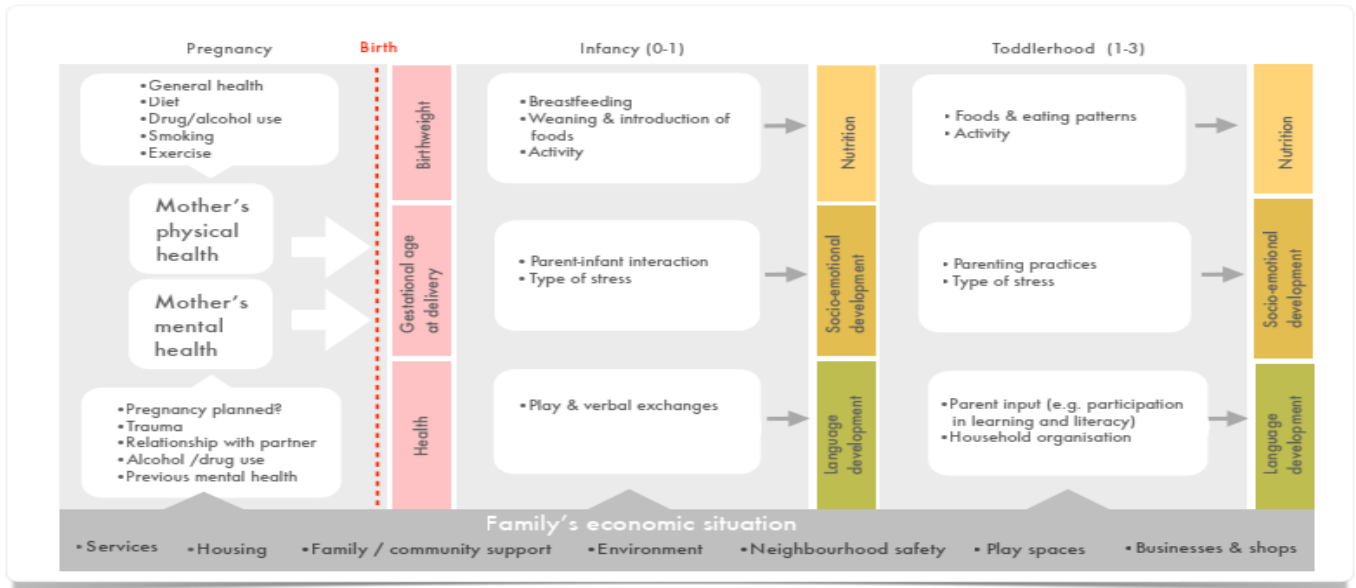 Pregnancy
Birth
Infancy (0-1)
Toddlerhood (1-3)
•General health
•Diet
•Drug/alcohol use
•Smoking
•Exercise
Mother's
physical
health
Mother's
mental
health
•Pregnancy planned?
•Trauma
•Relationship with partner
•Alcohol /drug use
•Previous mental health
Birthweight
Gestational age
at delivery
Health
•Breastfeeding
•Weaning & introduction of
foods
•Activity
• Parent-infant interaction
• Type of stress
•Play & verbal exchanges
Nutrition
Socio-emotional
development
Language
development
• Foods & eating patterns
• Activity
• Parenting practices
• Type of stress
•Parent input (e.g. participation
in learning and literacy)
•Household organisation
Nutrition
Socio-emotional
development
Language
development
Family's economic situation
•Services •Housing •Family / community support •Environment •Neighbourhood safety • Play spaces •Businesses & shops